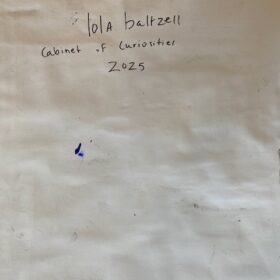 lolA baltzell
Cabinet of Curiosities
2025